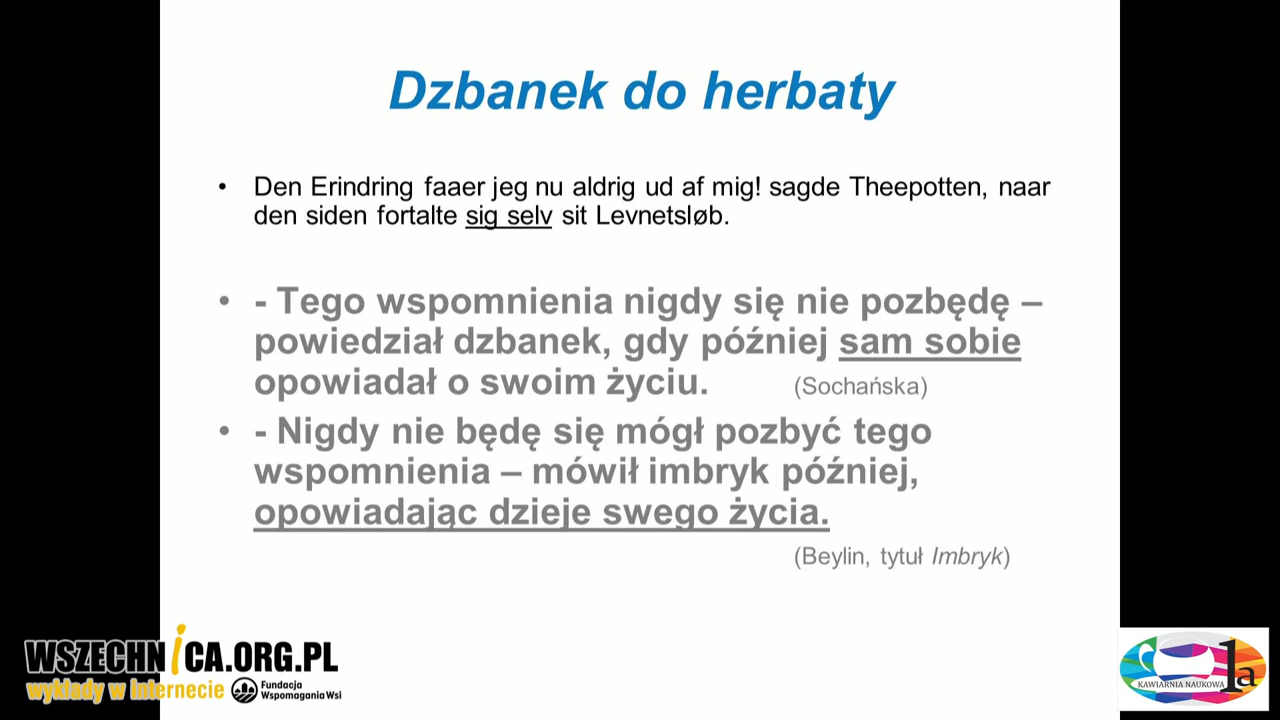 Dzbanek do herbaty
• Den Erindring faaer jeg nu aldrig ud af mig! sagde Theepotten, naar
den siden fortalte sig selv sit Levnetsløb.
• - Tego wspomnienia nigdy się nie pozbędę –
powiedział dzbanek, gdy później sam sobie
opowiadał o swoim życiu. (Sochańska)
• - Nigdy nie będę się mógł pozbyć tego
wspomnienia – mówił imbryk później,
opowiadając dzieje swego życia.
(Beylin, tytuł Imbryk)
WSZECHNiCA.ORG.PL
wykłady w Internecie
Fundacja
Wspomagania Wsi
KAWIARNIA NAUKOWA 1a